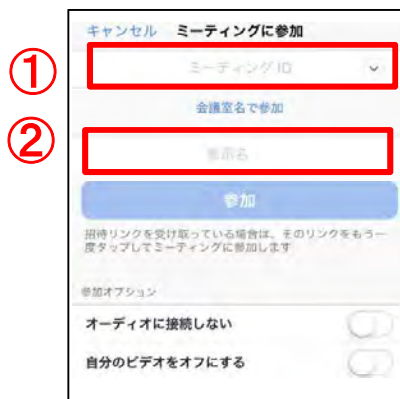 キャンセル ミーティングに参加
① ミーティング ID
会議室名で参加
② 表示名
参加
招待リンクを受け取っている場合は、そのリンクをもう一
度タップしてミーティングに参加します
参加オプション
オーディオに接続しない
自分のビデオをオフにする